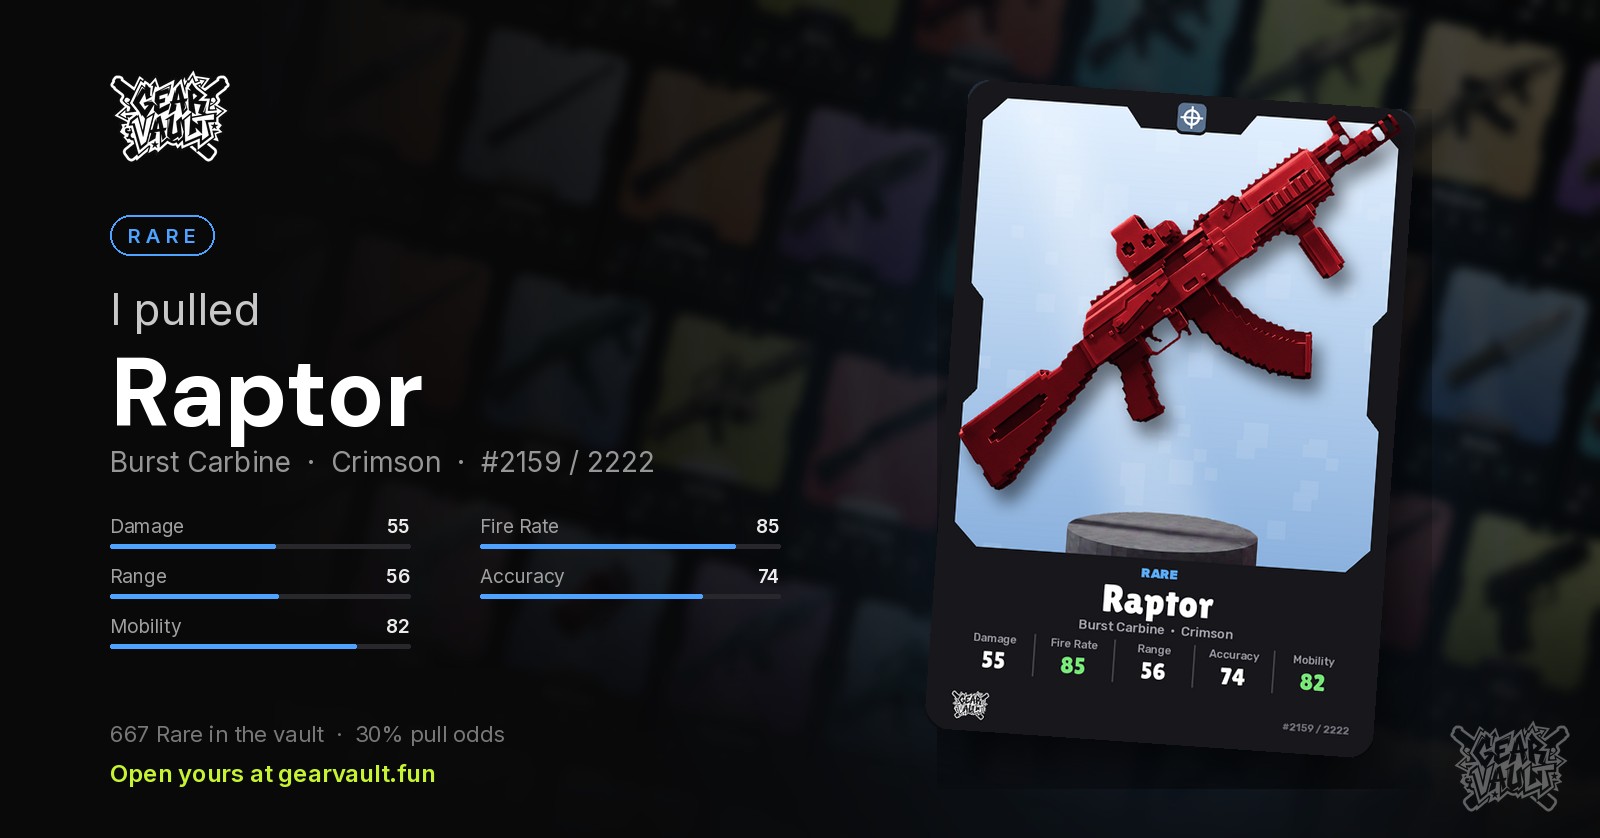 GEAR
VAULT
RARE
I pulled
Raptor
Burst Carbine · Crimson · #2159 / 2222
Damage 55
Fire Rate 85
Range 56
Accuracy 74
Mobility 82
667 Rare in the vault · 30% pull odds
Open yours at gearvault.fun
RARE
Raptor
Burst Carbine • Crimson
Damage Fire Rate Range Accuracy Mobility
55 85 56 74 82
GEAR
VAULT
#2159 / 2222
GEAR
VAULT